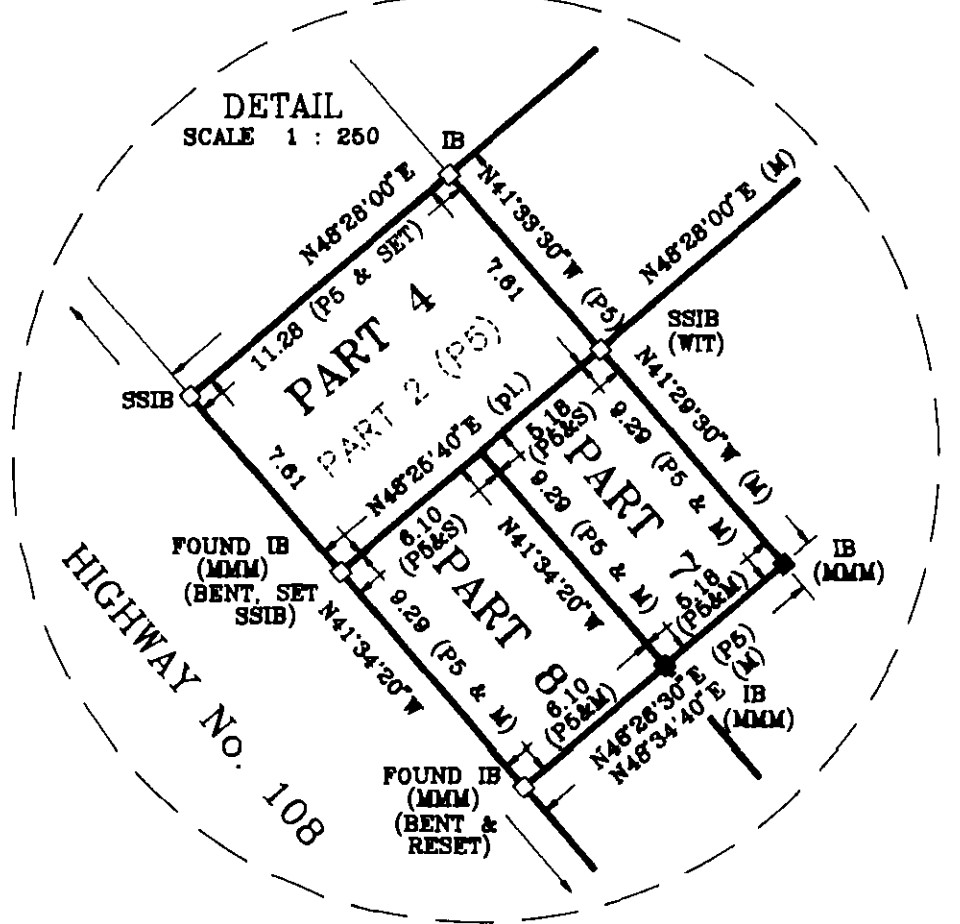 DETAIL
SCALE 1 : 250
IB
N48°28'00"E
N41°33'30"W (P5)
N48°28'00"E (M)
11.28 (P5 & SET)
7.61
PART 4
PART 2 (P5)
SSIB
SSIB
(WIT)
7.61
N48°25'40"E (pl.)
5.18
(P5&S)
9.29 (P5 & M)
N41°29'30"W (M)
PART 7
9.29 (P5 & M)
6.10
(P5&S)
N41°34'20"W
FOUND IB
(MMM)
(BENT, SET
SSIB)
PART 8
5.18
(P5&M)
IB
(MMM)
N41°34'20"W
9.29 (P5 & M)
6.10
(P5&M)
N48°26'30"E (P5)
N48°34'40"E (M)
IB
(MMM)
HIGHWAY No. 108
FOUND IB
(MMM)
(BENT &
RESET)